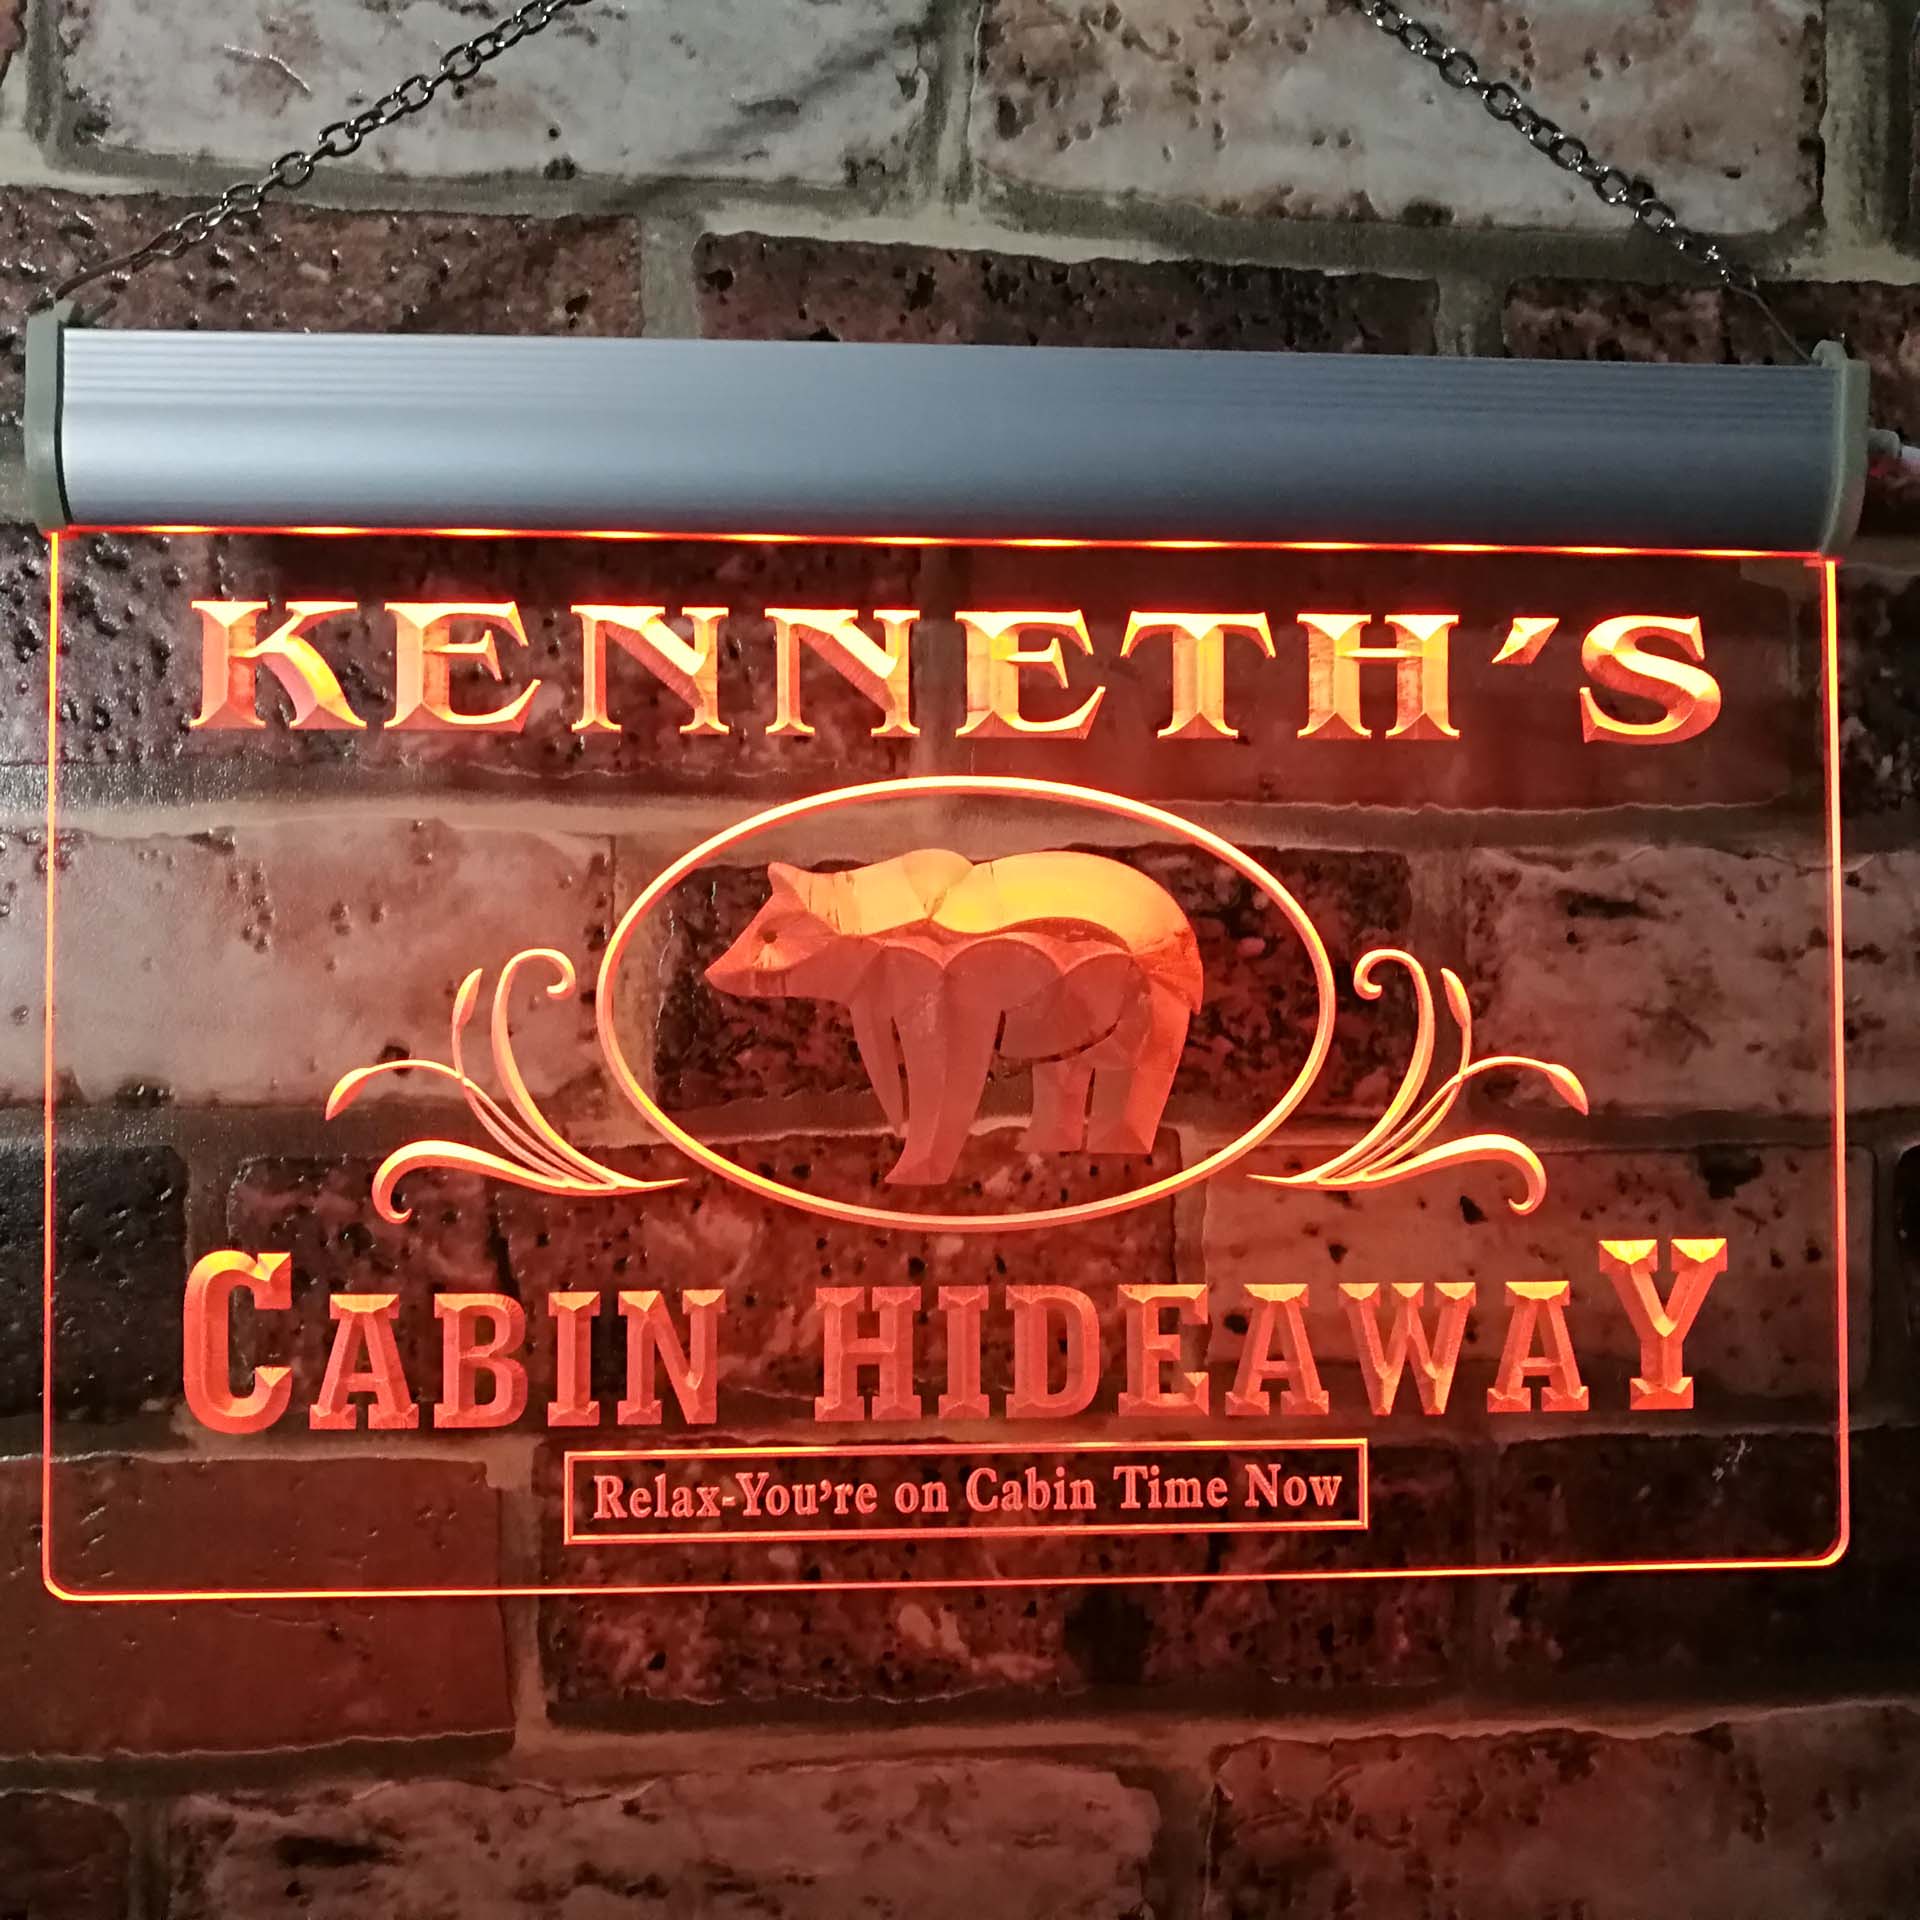 KENNETH'S
CABIN HIDEAWAY
Relax-You're on Cabin Time Now